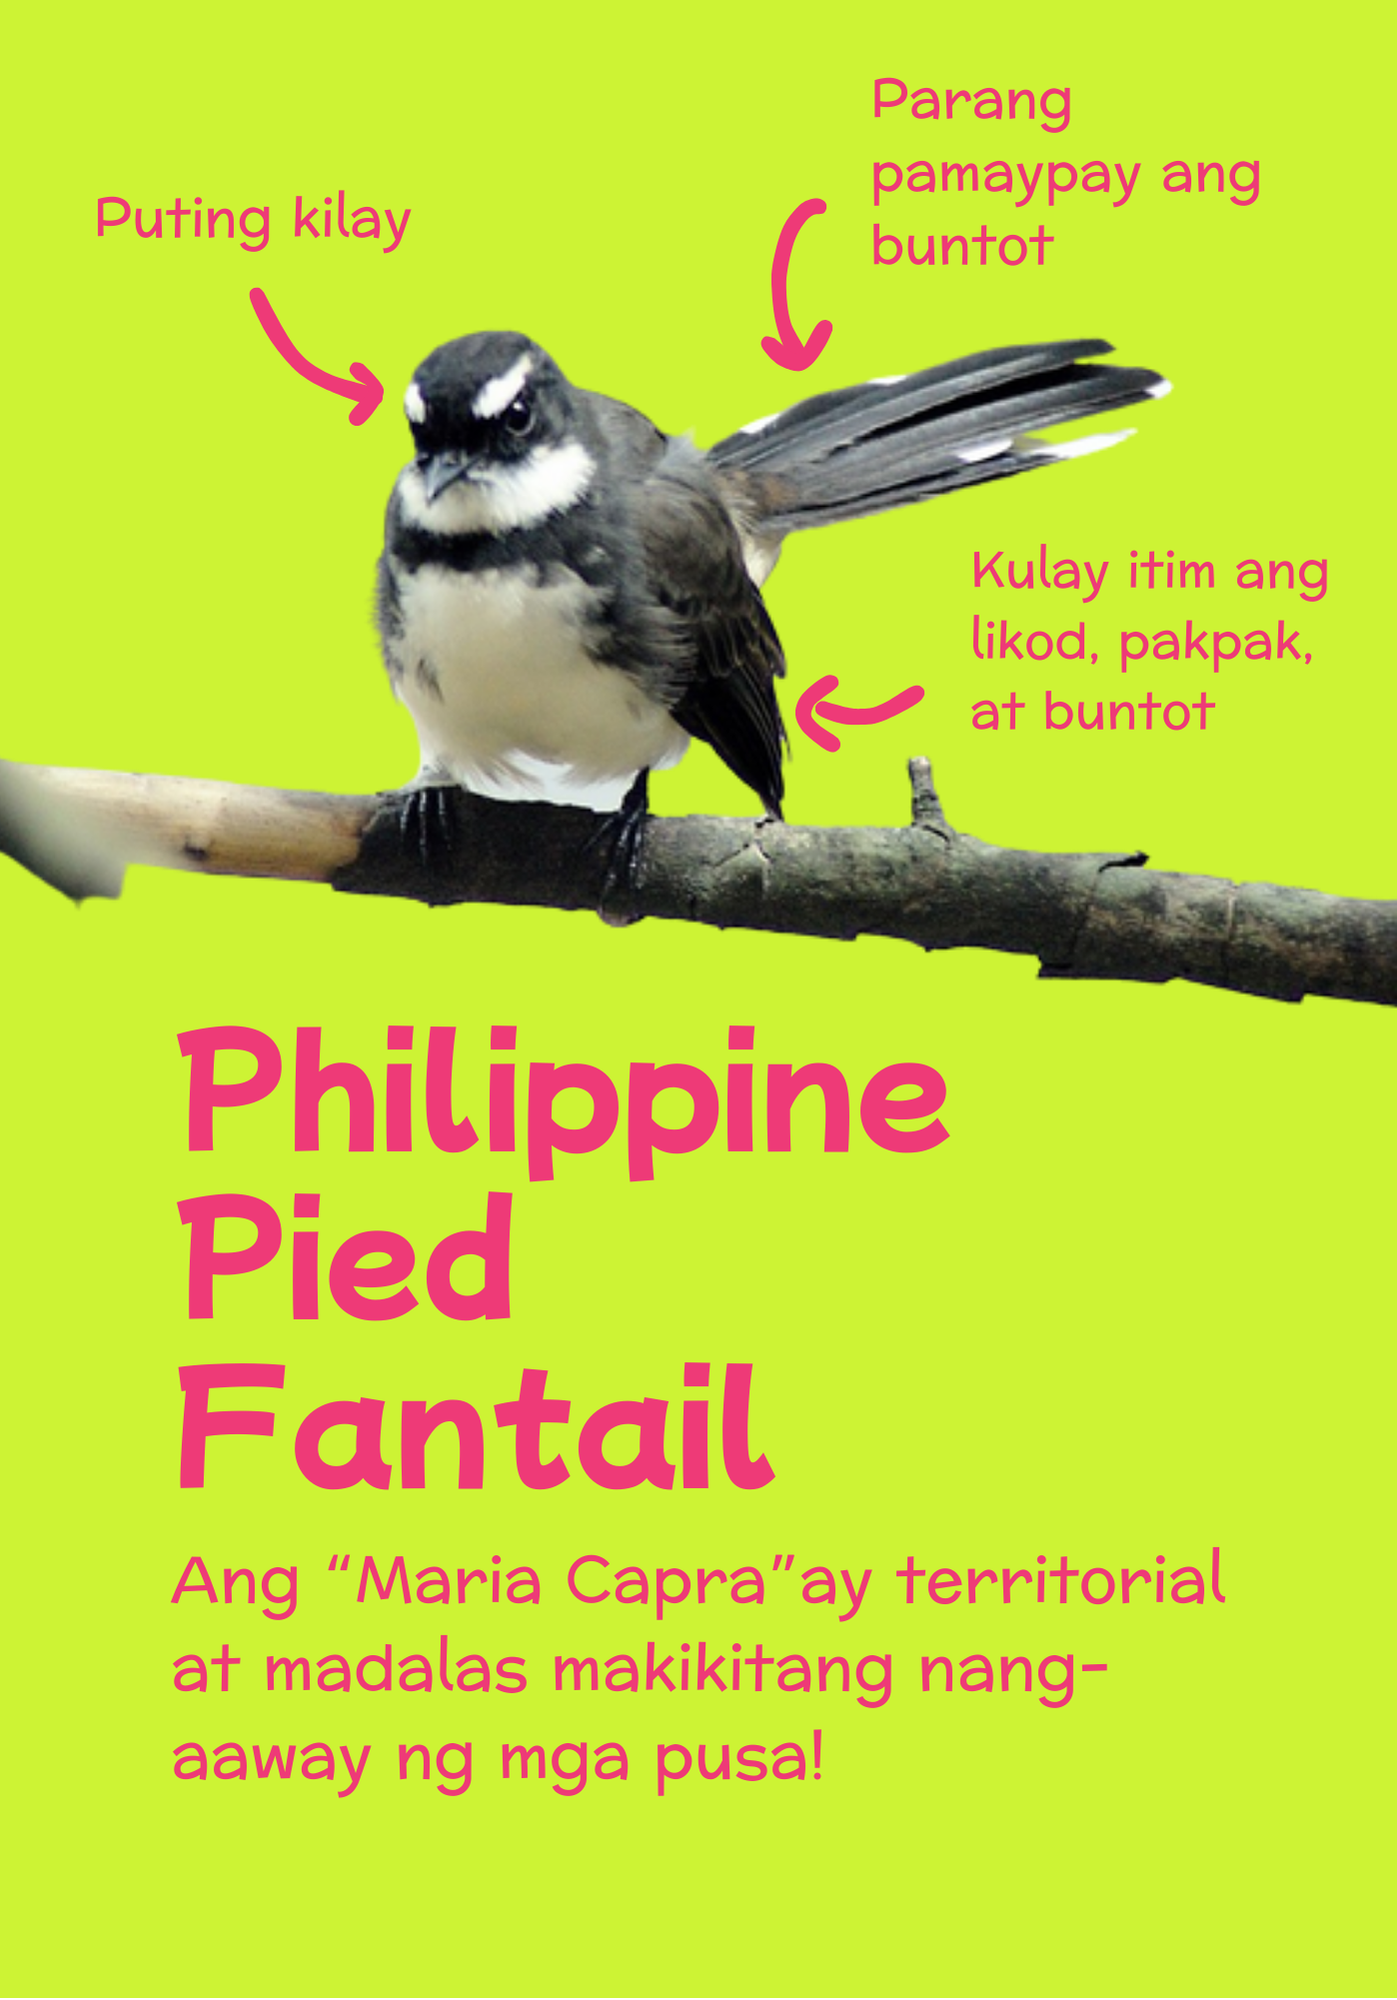 Parang
pamaypay ang
buntot
Puting kilay
Kulay itim ang
likod, pakpak,
at buntot
Philippine
Pied
Fantail
Ang “Maria Capra”ay territorial
at madalas makikitang nang-
aaway ng mga pusa!